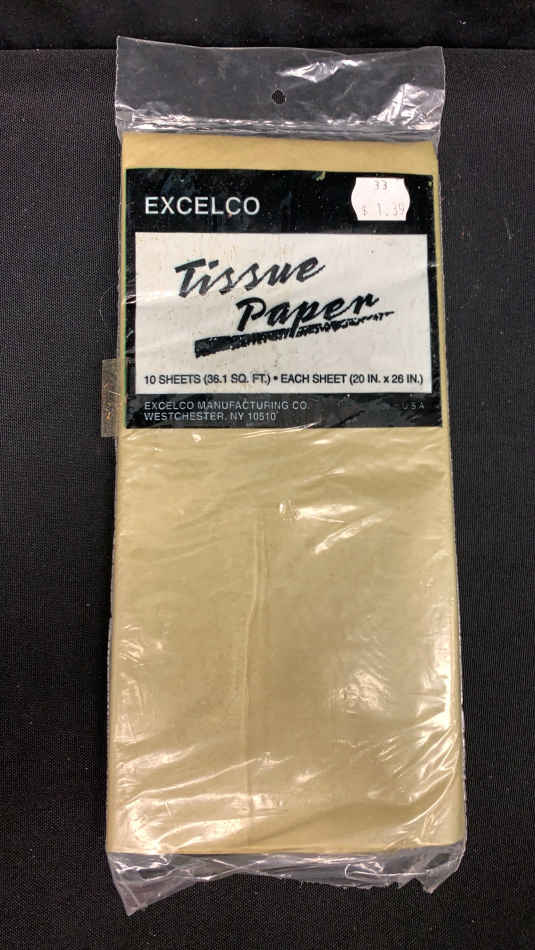 EXCELCO
33
$ 1.39
Tissue
Paper
10 SHEETS (36.1 SQ. FT.) • EACH SHEET (20 IN. x 26 IN.)
EXCELCO MANUFACTURING CO.
USA
WESTCHESTER, NY 10510